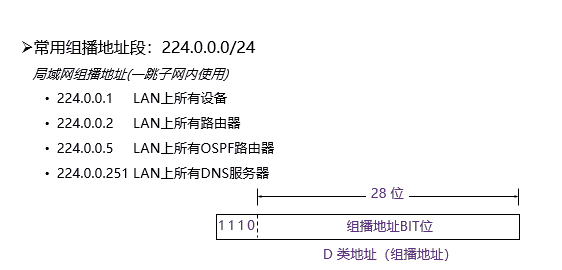 ➢常用组播地址段：224.0.0.0/24
局域网组播地址(一跳子网内使用)
• 224.0.0.1 LAN上所有设备
• 224.0.0.2 LAN上所有路由器
• 224.0.0.5 LAN上所有OSPF路由器
• 224.0.0.251 LAN上所有DNS服务器
28 位
1110 组播地址BIT位
D 类地址（组播地址）